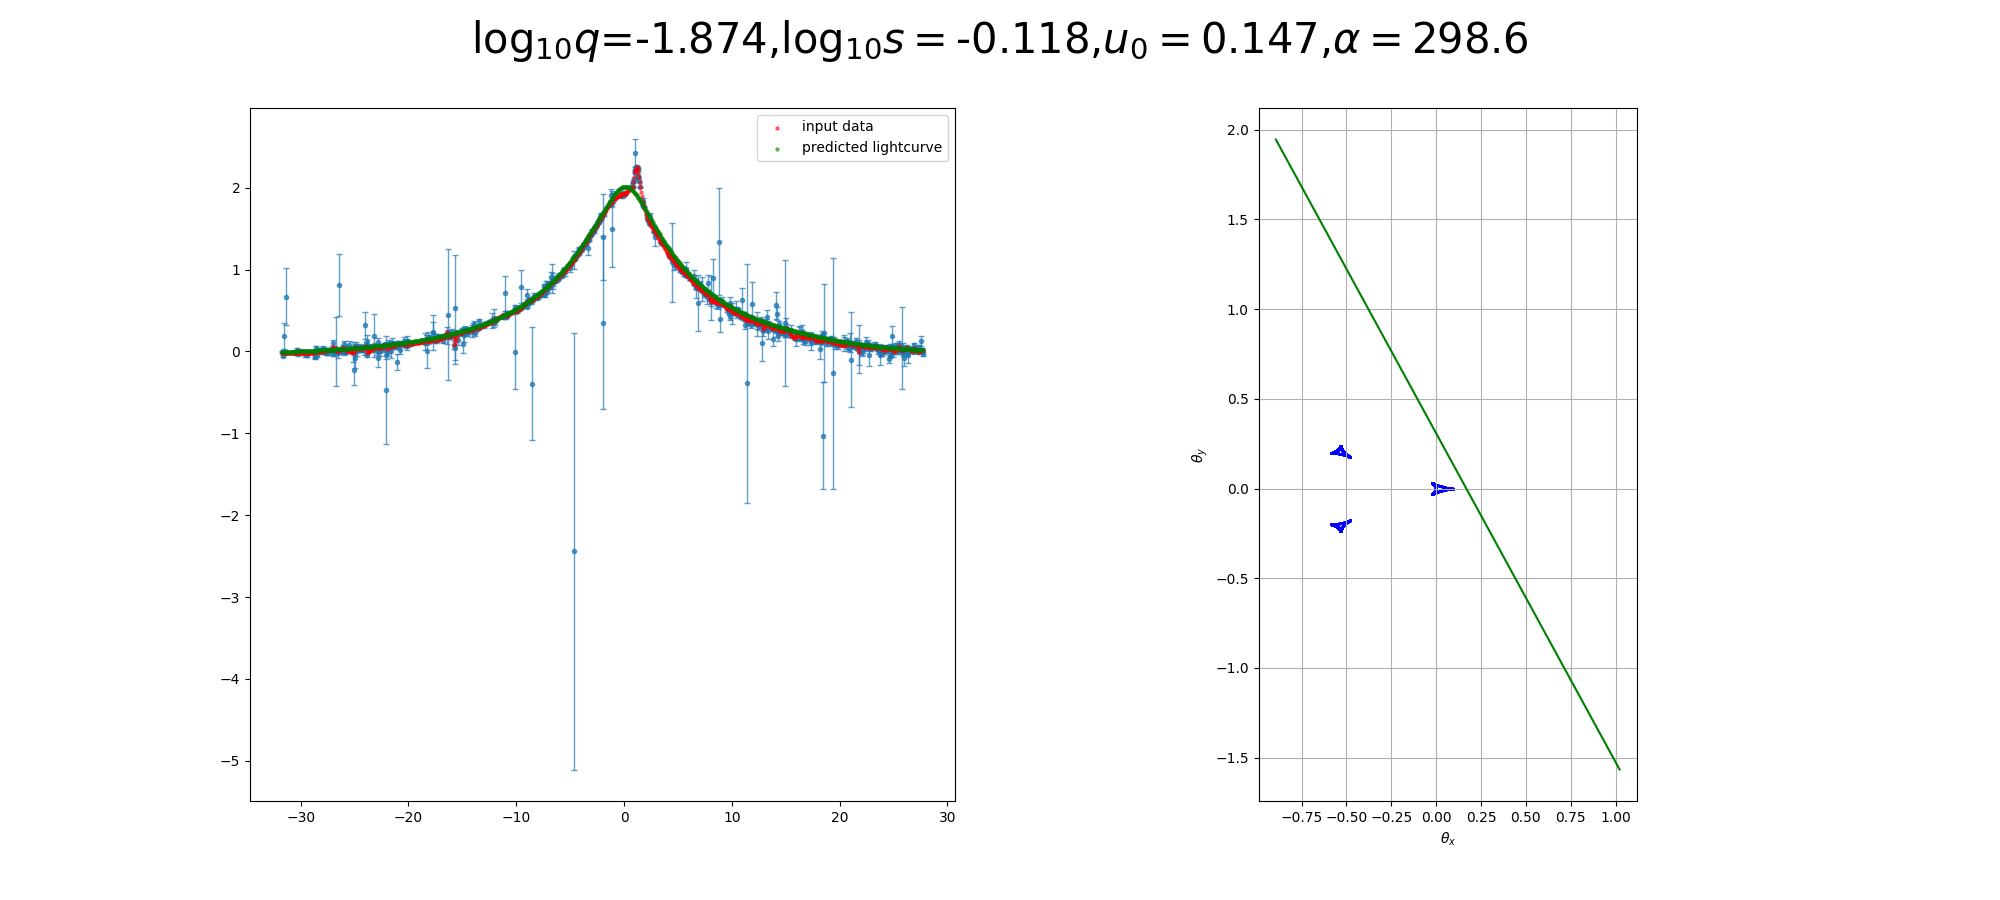 log₁₀q=-1.874,log₁₀s = -0.118,u₀ = 0.147,α = 298.6
input data
predicted lightcurve
2
1
0
−1
−2
−3
−4
−5
−30 −20 −10 0 10 20 30
2.0
1.5
1.0
0.5
0.0
−0.5
−1.0
−1.5
θy
−0.75 −0.50 −0.25 0.00 0.25 0.50 0.75 1.00
θx